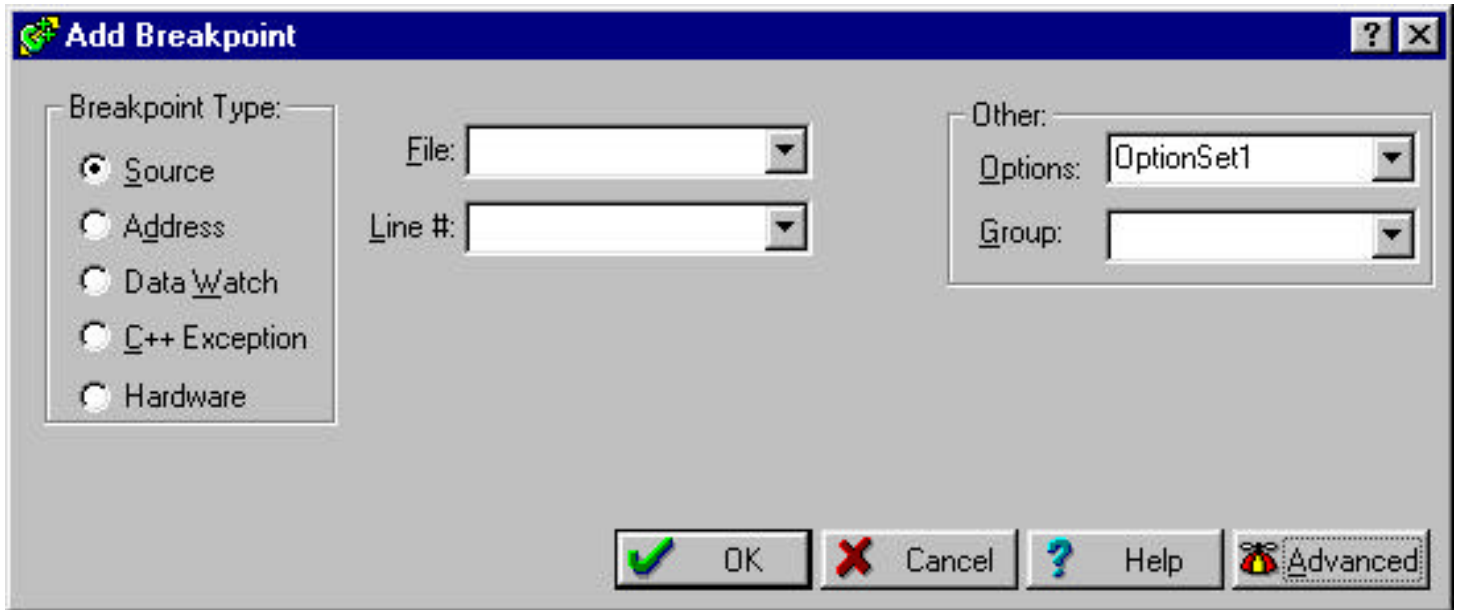 Add Breakpoint
Breakpoint Type:
Source
Address
Data Watch
C++ Exception
Hardware
File:
Line #:
Other:
Options: OptionSet1
Group:
OK Cancel Help Advanced